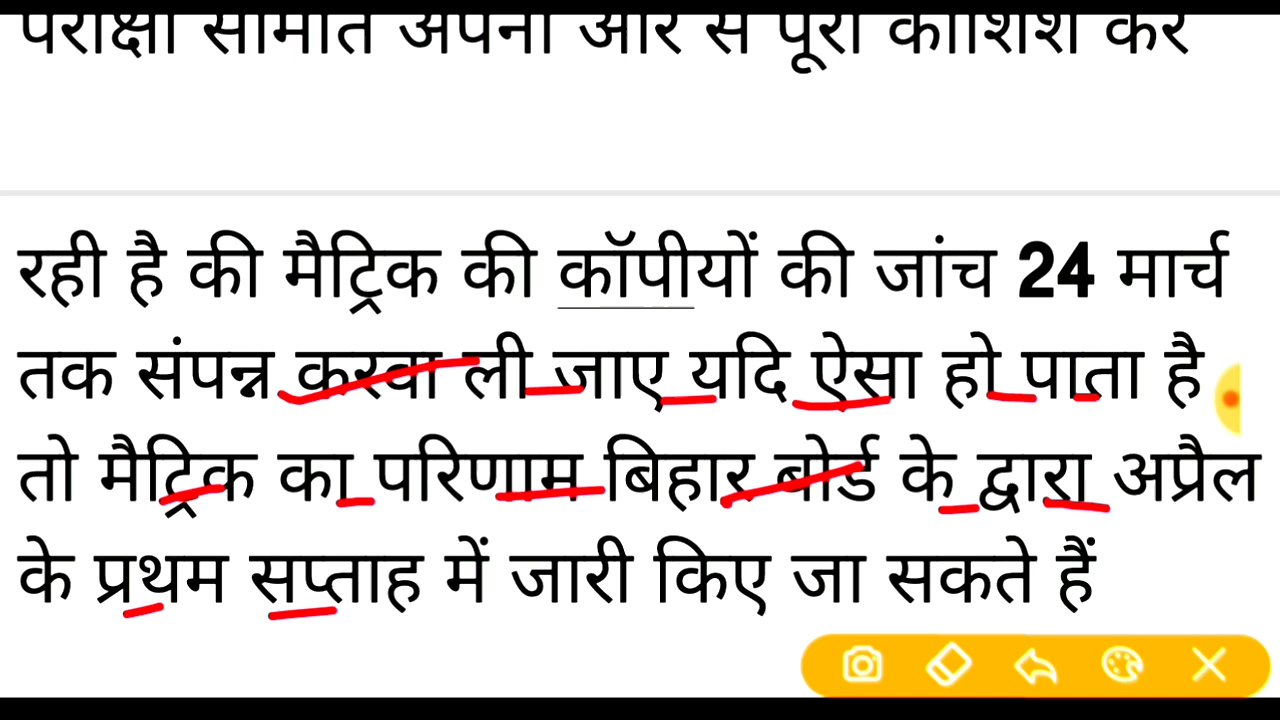 परीक्षा समिति अपनी ओर से पूरी कोशिश कर
रही है की मैट्रिक की कॉपीयों की जांच 24 मार्च
तक संपन्न करवा ली जाए यदि ऐसा हो पाता है
तो मैट्रिक का परिणाम बिहार बोर्ड के द्वारा अप्रैल
के प्रथम सप्ताह में जारी किए जा सकते हैं